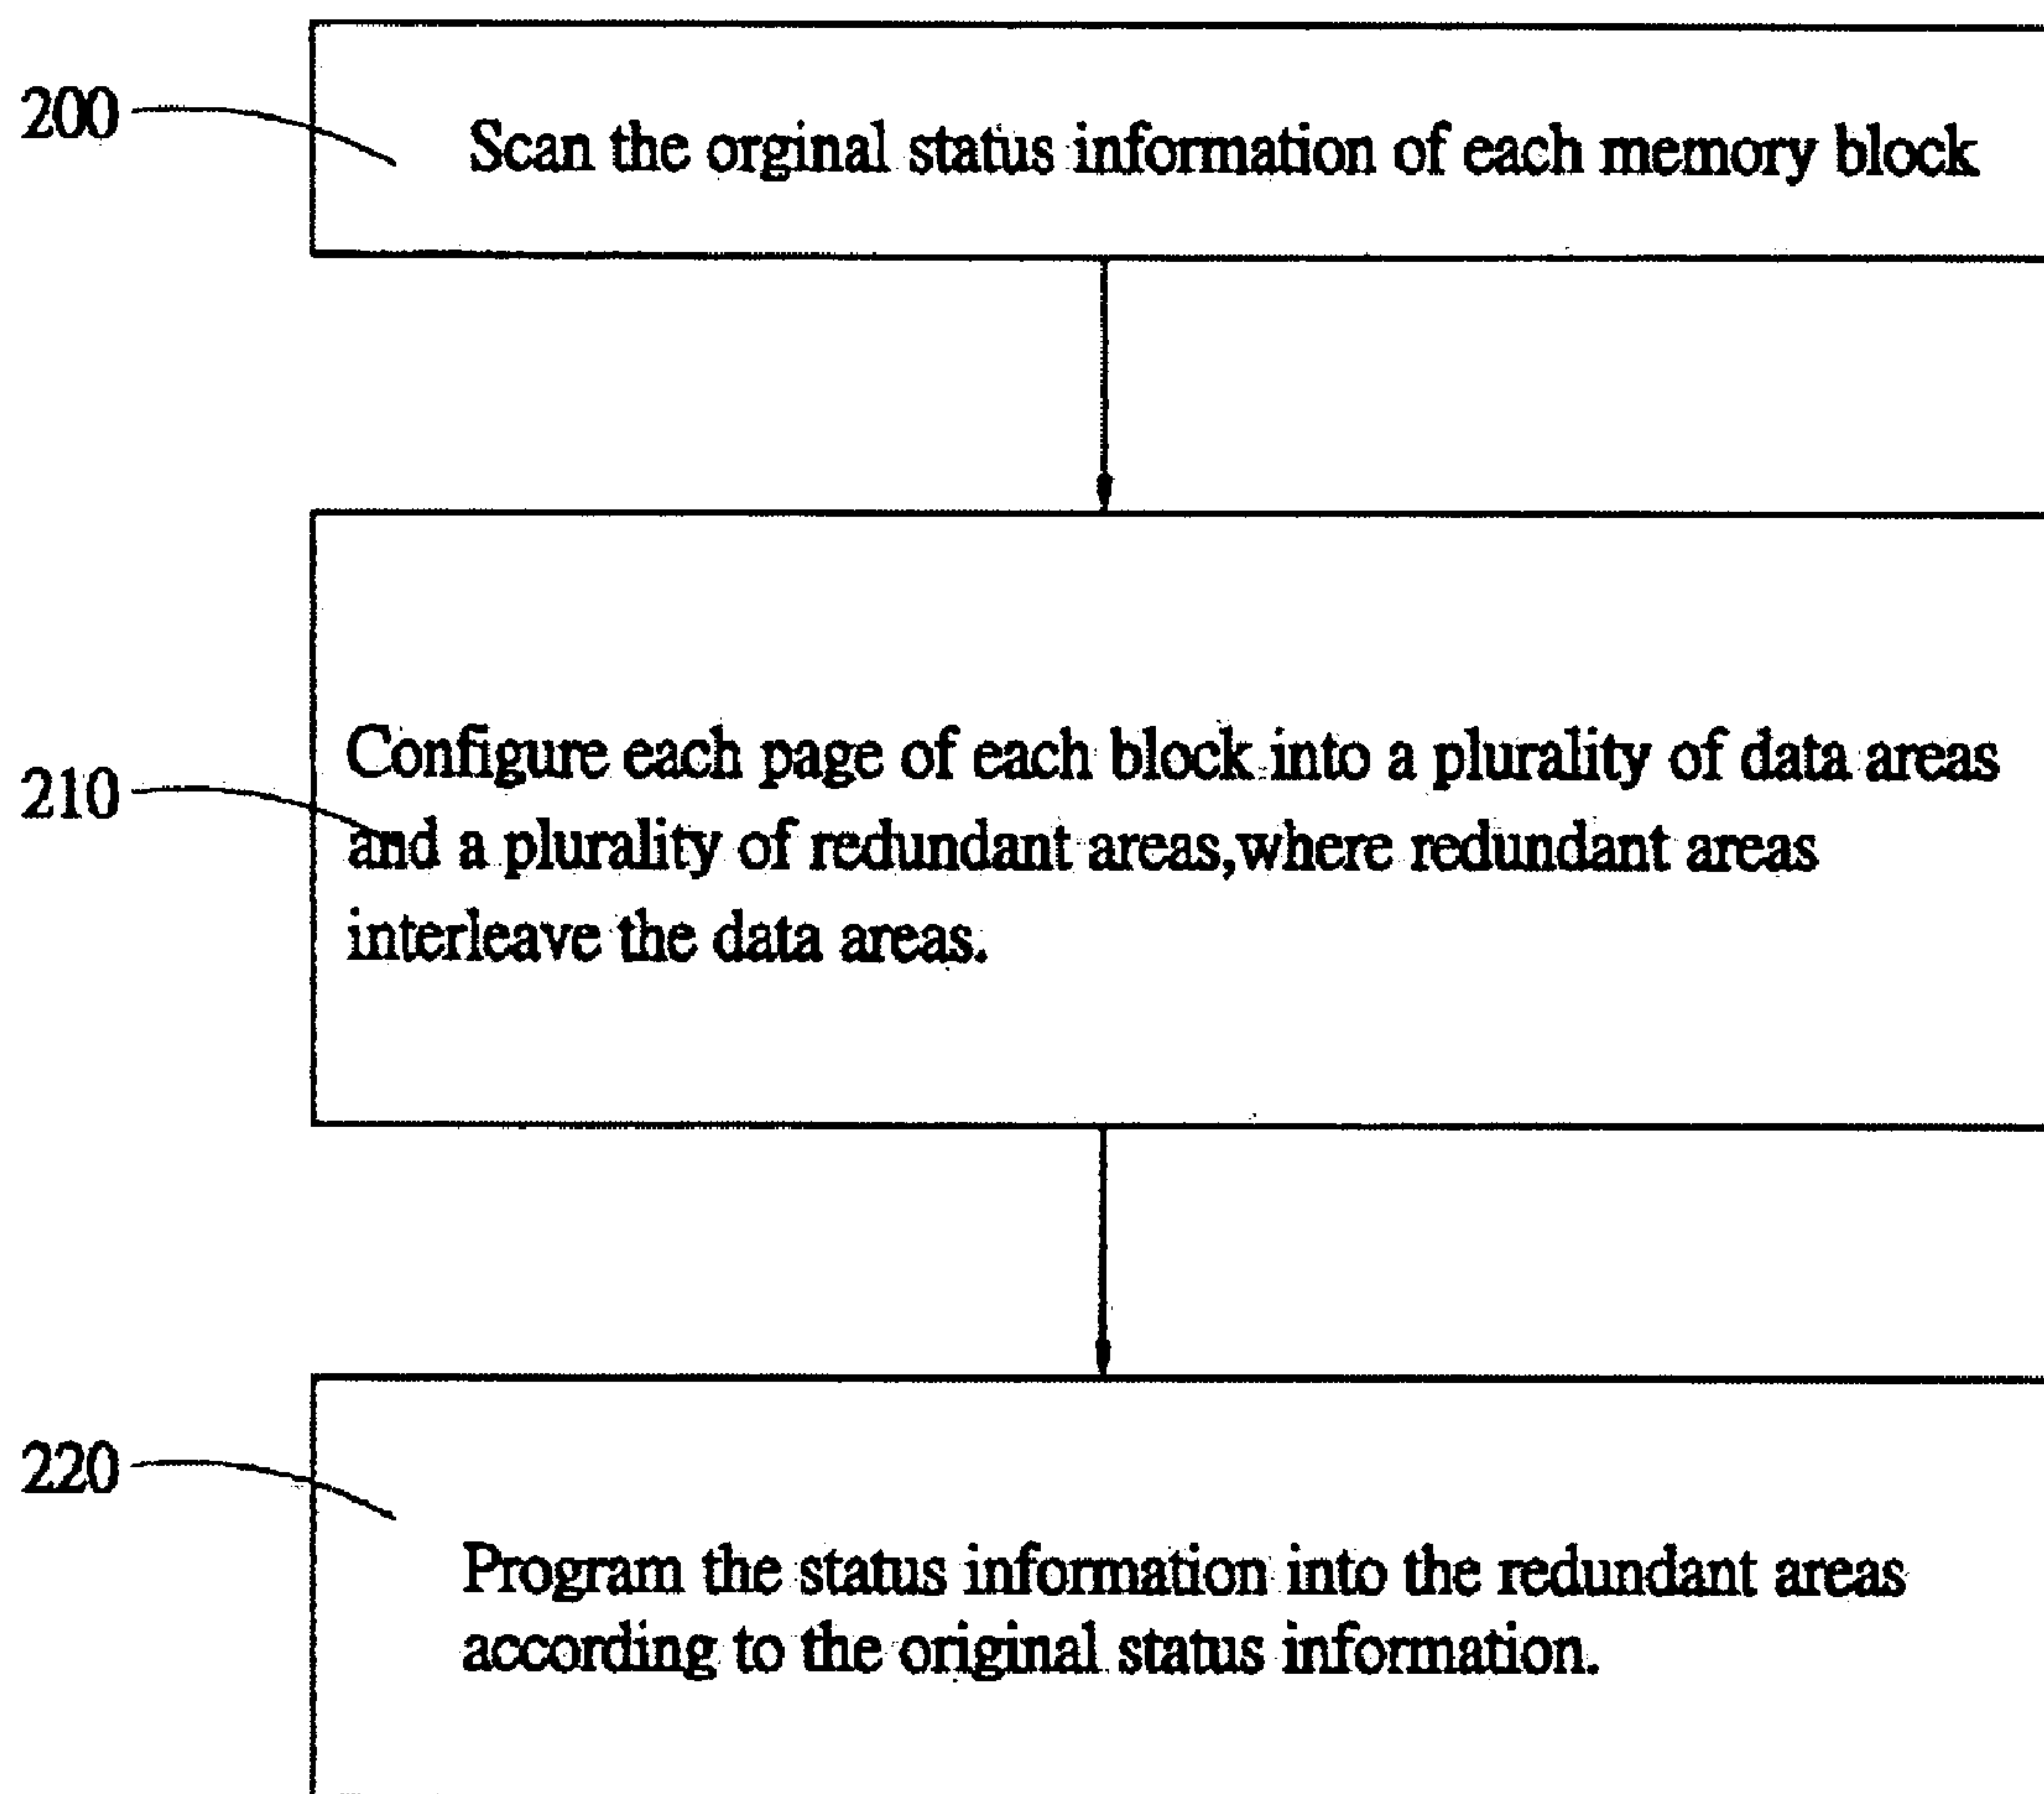 200
Scan the orginal status information of each memory block
210
Configure each page of each block into a plurality of data areas
and a plurality of redundant areas,where redundant areas
interleave the data areas.
220
Program the status information into the redundant areas
according to the original status information.